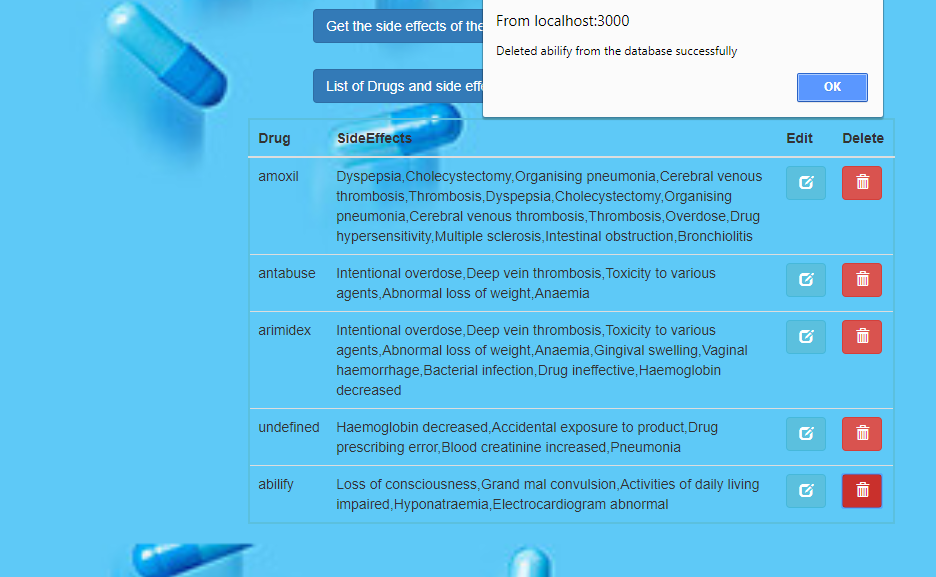 Get the side effects of the
From localhost:3000
Deleted abilify from the database successfully
OK
List of Drugs and side effe
Drug SideEffects Edit Delete
amoxil Dyspepsia,Cholecystectomy,Organising pneumonia,Cerebral venous
thrombosis,Thrombosis,Dyspepsia,Cholecystectomy,Organising
pneumonia,Cerebral venous thrombosis,Thrombosis,Overdose,Drug
hypersensitivity,Multiple sclerosis,Intestinal obstruction,Bronchiolitis
antabuse Intentional overdose,Deep vein thrombosis,Toxicity to various
agents,Abnormal loss of weight,Anaemia
arimidex Intentional overdose,Deep vein thrombosis,Toxicity to various
agents,Abnormal loss of weight,Anaemia,Gingival swelling,Vaginal
haemorrhage,Bacterial infection,Drug ineffective,Haemoglobin
decreased
undefined Haemoglobin decreased,Accidental exposure to product,Drug
prescribing error,Blood creatinine increased,Pneumonia
abilify Loss of consciousness,Grand mal convulsion,Activities of daily living
impaired,Hyponatraemia,Electrocardiogram abnormal